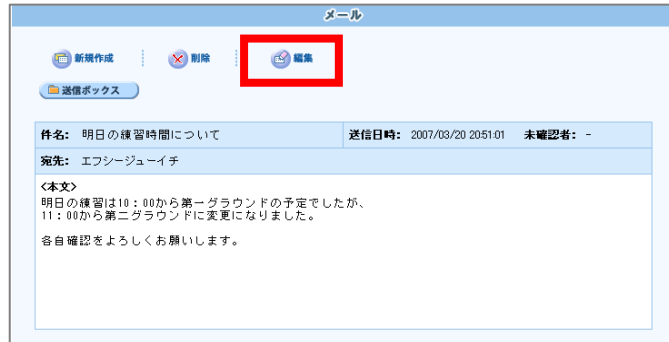 メール
新規作成 削除 編集
送信ボックス
件名: 明日の練習時間について 送信日時: 2007/03/20 20:51:01 未確認者: -
宛先: エフシージューイチ
<本文>
明日の練習は10：00から第一グラウンドの予定でしたが、
11：00から第二グラウンドに変更になりました。
各自確認をよろしくお願いします。